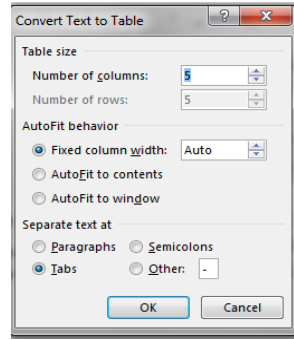 Convert Text to Table
Table size
Number of columns: 5
Number of rows: 5
AutoFit behavior
Fixed column width: Auto
AutoFit to contents
AutoFit to window
Separate text at
Paragraphs Semicolons
Tabs Other: -
OK Cancel